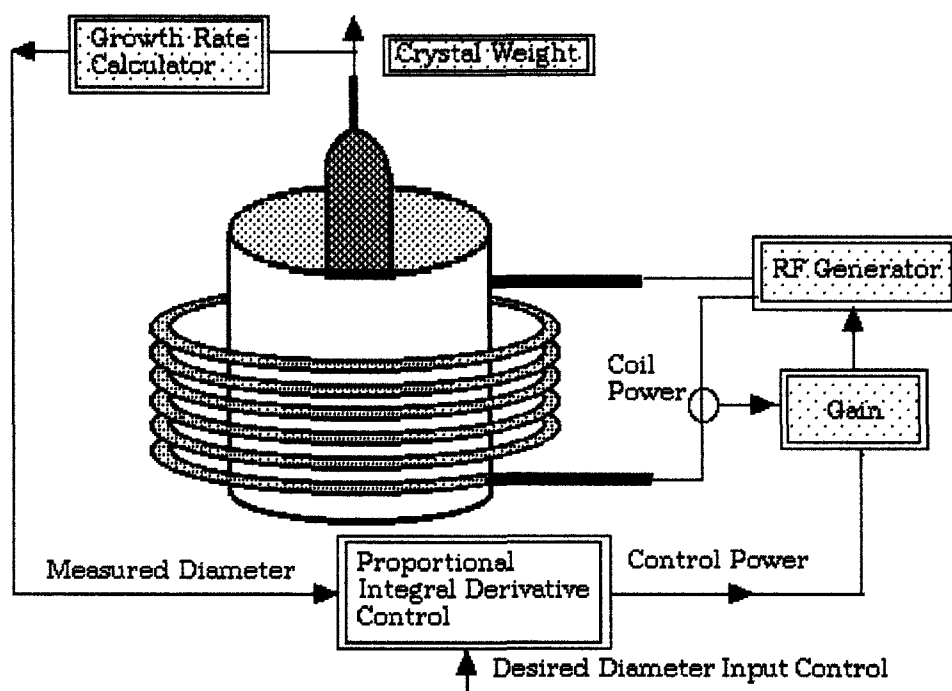 Growth Rate
Calculator
Crystal Weight
RF Generator
Coil
Power
Gain
Measured Diameter
Proportional
Integral Derivative
Control
Control Power
Desired Diameter Input Control